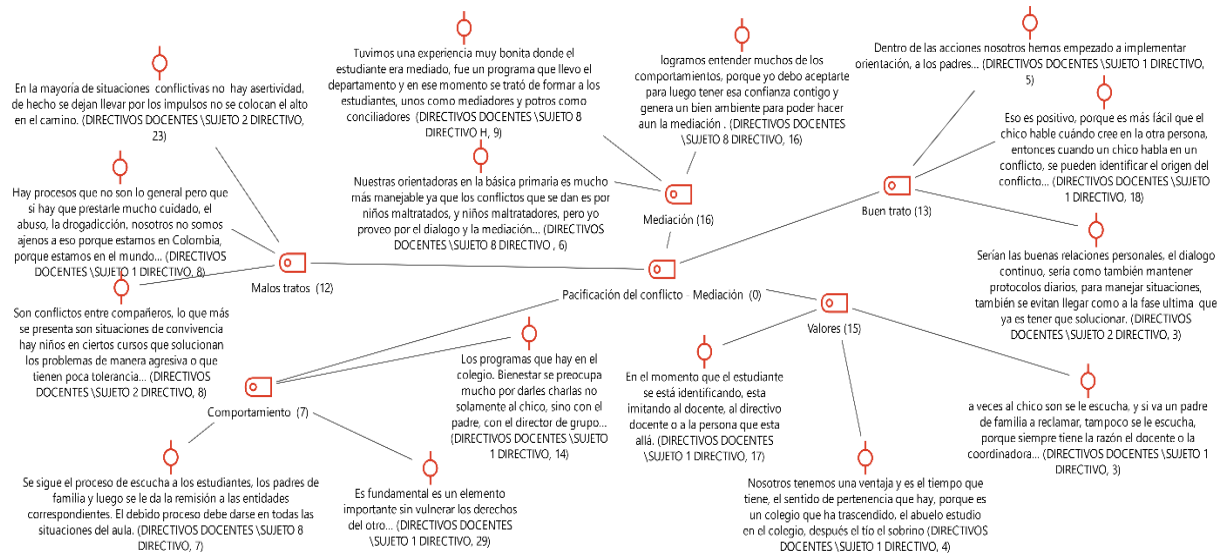 En la mayoría de situaciones conflictivas no hay asertividad,
de hecho se dejan llevar por los impulsos no se colocan el alto
en el camino. (DIRECTIVOS DOCENTES \SUJETO 2 DIRECTIVO,
23)
Tuvimos una experiencia muy bonita donde el
estudiante era mediado, fue un programa que llevo el
departamento y en ese momento se trató de formar a los
estudiantes, unos como mediadores y potros como
conciliadores (DIRECTIVOS DOCENTES \SUJETO 8
DIRECTIVO H, 9)
logramos entender muchos de los
comportamientos, porque yo debo aceptarte
para luego tener esa confianza contigo y
genera un bien ambiente para poder hacer
aun la mediación . (DIRECTIVOS DOCENTES
\SUJETO 8 DIRECTIVO, 16)
Dentro de las acciones nosotros hemos empezado a implementar
orientación, a los padres... (DIRECTIVOS DOCENTES \SUJETO 1 DIRECTIVO,
5)
Eso es positivo, porque es más fácil que el
chico hable cuándo cree en la otra persona,
entonces cuando un chico habla en un
conflicto, se pueden identificar el origen del
conflicto... (DIRECTIVOS DOCENTES \SUJETO
1 DIRECTIVO, 18)
Hay procesos que no son lo general pero que
si hay que prestarle mucho cuidado, el
abuso, la drogadicción, nosotros no somos
ajenos a eso porque estamos en Colombia,
porque estamos en el mundo... (DIRECTIVOS
DOCENTES \SUJETO 1 DIRECTIVO, 8)
Nuestras orientadoras en la básica primaria es mucho
más manejable ya que los conflictos que se dan es por
niños maltratados, y niños maltratadores, pero yo
proveo por el dialogo y la mediación... (DIRECTIVOS
DOCENTES \SUJETO 8 DIRECTIVO , 6)
Mediación (16)
Buen trato (13)
Serían las buenas relaciones personales, el dialogo
continuo, sería como también mantener
protocolos diarios, para manejar situaciones,
también se evitan llegar como a la fase ultima que
ya es tener que solucionar. (DIRECTIVOS
DOCENTES \SUJETO 2 DIRECTIVO, 3)
Malos tratos (12)
Pacificación del conflicto - Mediación (0)
Valores (15)
Son conflictos entre compañeros, lo que más
se presenta son situaciones de convivencia
hay niños en ciertos cursos que solucionan
los problemas de manera agresiva o que
tienen poca tolerancia... (DIRECTIVOS
DOCENTES \SUJETO 2 DIRECTIVO, 8)
Comportamiento (7)
Los programas que hay en el
colegio. Bienestar se preocupa
mucho por darles charlas no
solamente al chico, sino con el
padre, con el director de grupo...
(DIRECTIVOS DOCENTES \SUJETO
1 DIRECTIVO, 14)
En el momento que el estudiante
se está identificando, esta
imitando al docente, al directivo
docente o a la persona que esta
allá. (DIRECTIVOS DOCENTES
\SUJETO 1 DIRECTIVO, 17)
a veces al chico son se le escucha, y si va un padre
de familia a reclamar, tampoco se le escucha,
porque siempre tiene la razón el docente o la
coordinadora... (DIRECTIVOS DOCENTES \SUJETO 1
DIRECTIVO, 3)
Se sigue el proceso de escucha a los estudiantes, los padres de
familia y luego se le da la remisión a las entidades
correspondientes. El debido proceso debe darse en todas las
situaciones del aula. (DIRECTIVOS DOCENTES \SUJETO 8
DIRECTIVO, 7)
Es fundamental es un elemento
importante sin vulnerar los derechos
del otro... (DIRECTIVOS DOCENTES
\SUJETO 1 DIRECTIVO, 29)
Nosotros tenemos una ventaja y es el tiempo que
tiene, el sentido de pertenencia que hay, porque es
un colegio que ha trascendido, el abuelo estudio
en el colegio, después el tío el sobrino (DIRECTIVOS
DOCENTES \SUJETO 1 DIRECTIVO, 4)